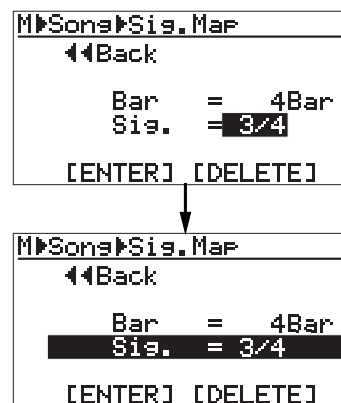 M▶Song▶Sig.Map
◀◀Back
Bar = 4Bar
Sig. = 3/4
[ENTER] [DELETE]
M▶Song▶Sig.Map
◀◀Back
Bar = 4Bar
Sig. = 3/4
[ENTER] [DELETE]